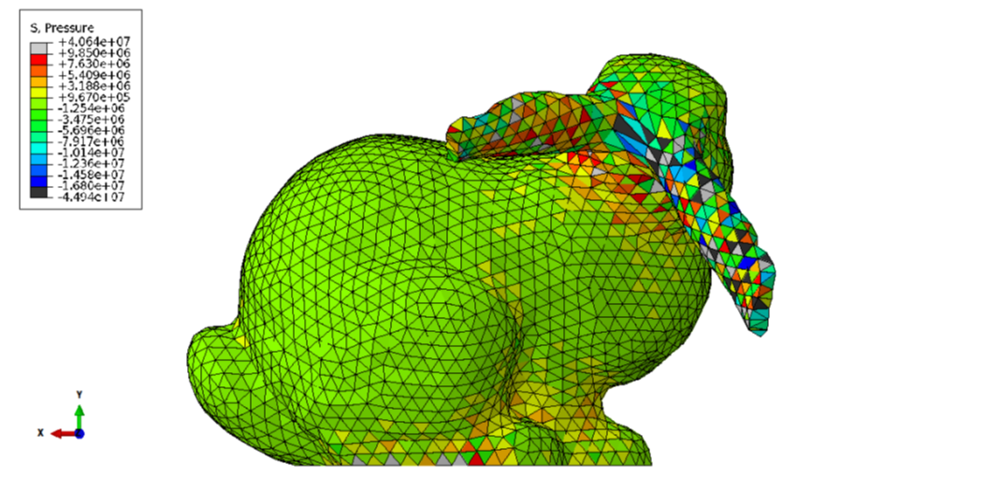 S, Pressure
+4.064e+07
+9.850e+06
+7.630e+06
+5.409e+06
+3.188e+06
+9.670e+05
-1.254e+06
-3.475e+06
-5.696e+06
-7.917e+06
-1.014e+07
-1.236e+07
-1.458e+07
-1.680e+07
-4.494e+07
Y
X